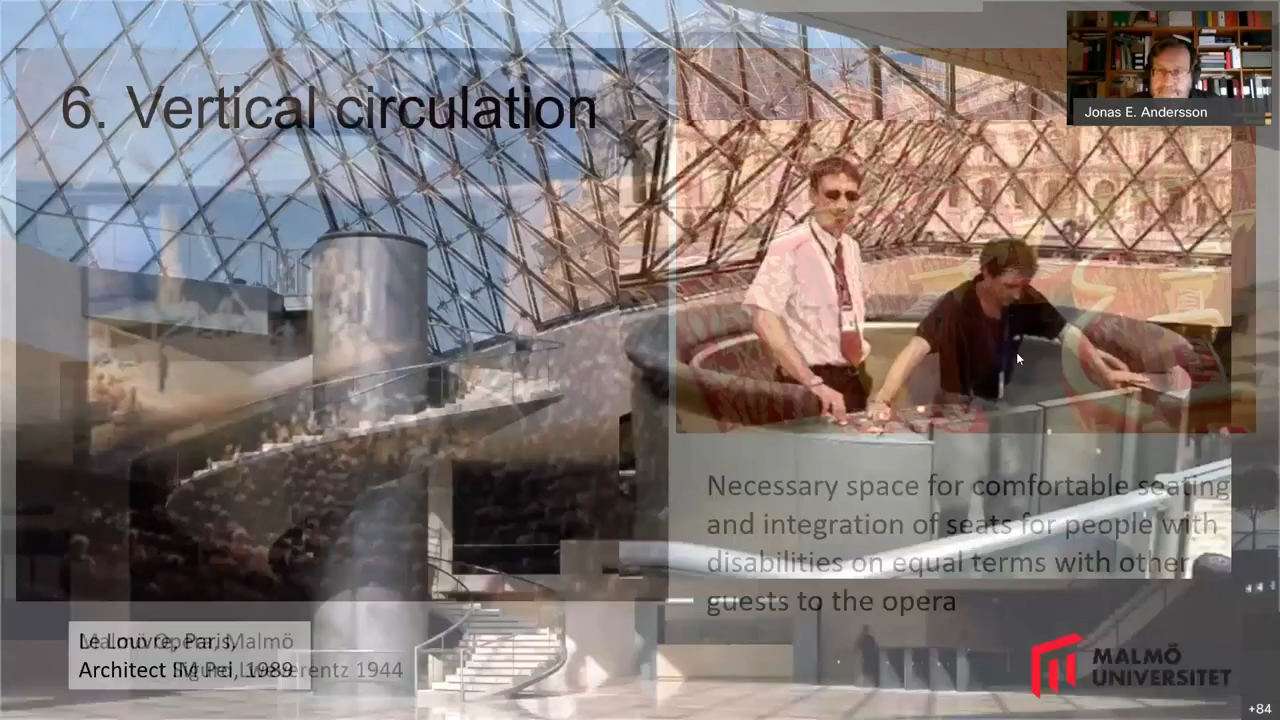 6. Vertical circulation
Jonas E. Andersson
Necessary space for comfortable seating
and integration of seats for people with
disabilities on equal terms with other
guests to the opera
Le Louvre, Paris,
Architect IM Pei, 1989
Malmö
MALMÖ
UNIVERSITET
+84